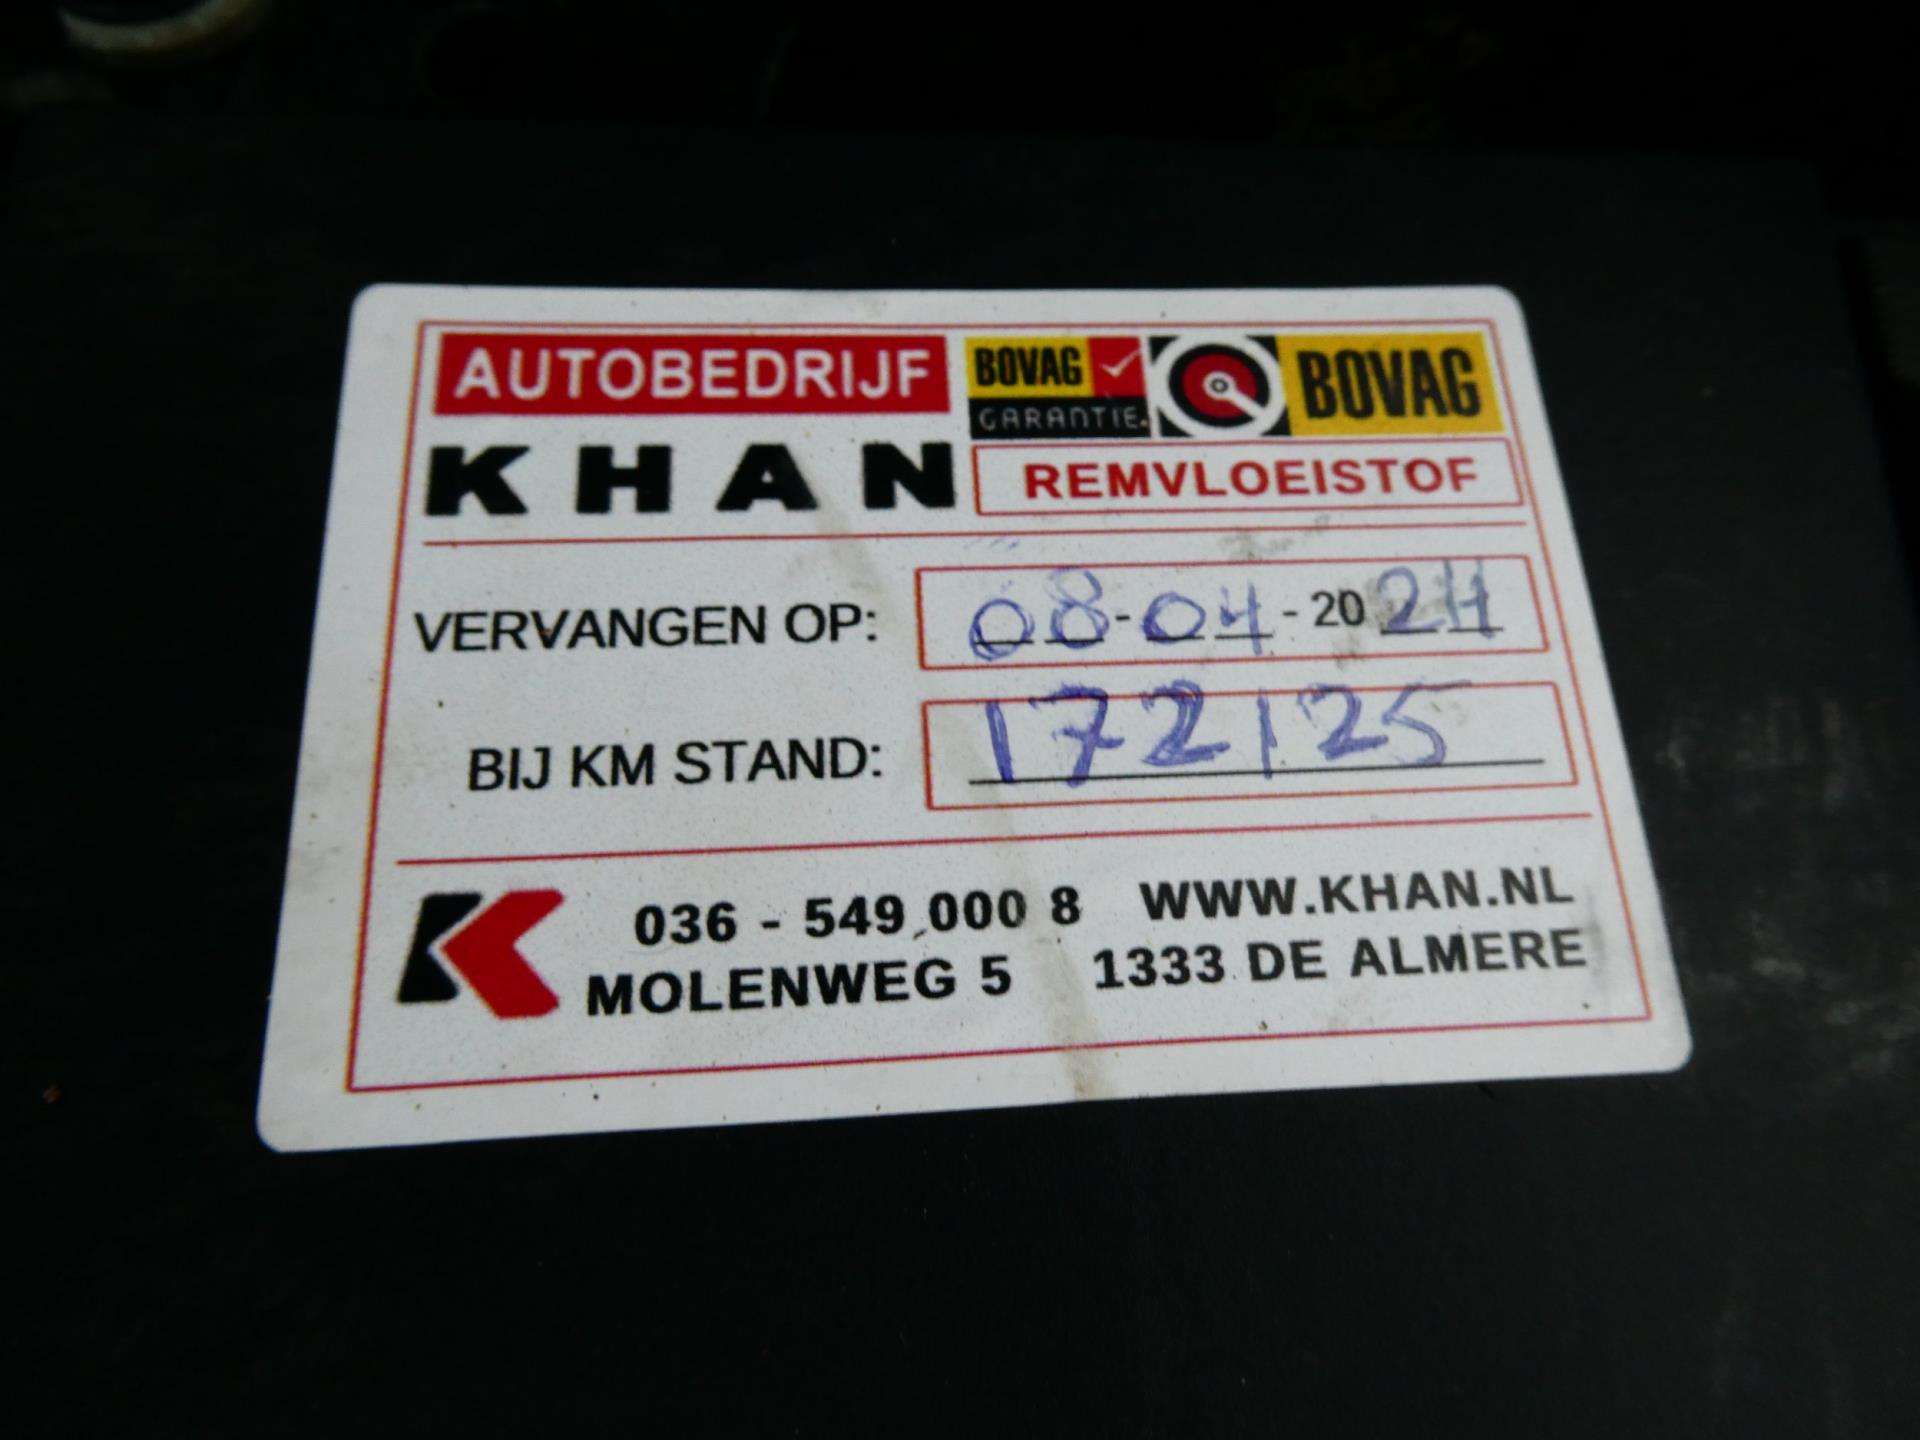 AUTOBEDRIJF
KHAN
BOVAG
GARANTIE.
BOVAG
REMVLOEISTOF
VERVANGEN OP: 08-04-2024
BIJ KM STAND: 172125
036 - 549 000 8 WWW.KHAN.NL
MOLENWEG 5 1333 DE ALMERE